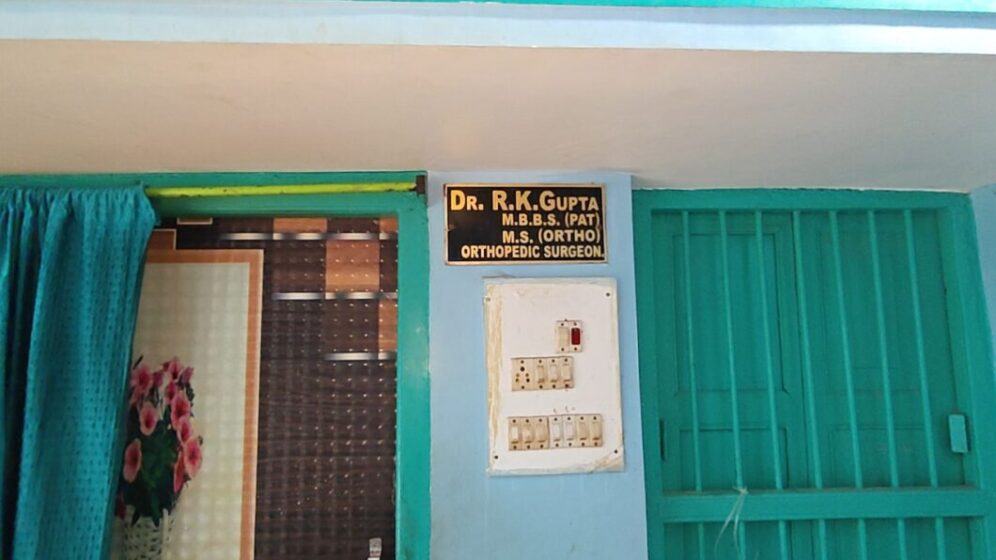 DR. R.K.GUPTA
M.B.B.S. (PAT)
M.S. (ORTHO)
ORTHOPEDIC SURGEON.